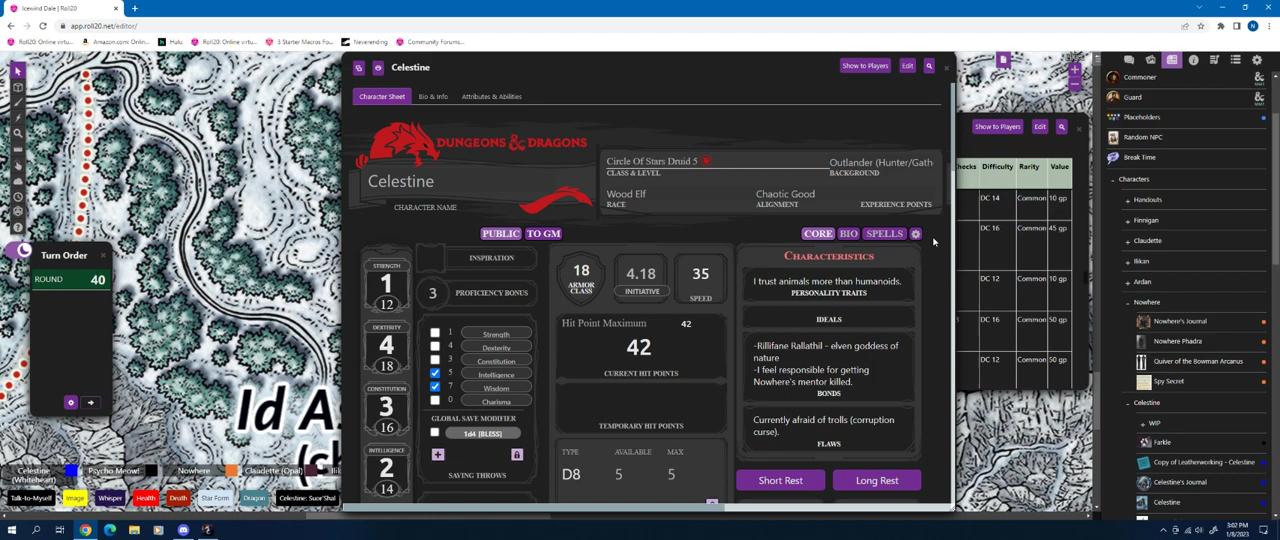 Icewind Dale | Roll20
app.roll20.net/editor/
Roll20: Online virtu...
Amazon.com: Onlin...
Hulu
Roll20: Online virtu...
3 Starter Macros Fo...
Neverending
Community Forums...
Turn Order
ROUND 40
Celestine
Show to Players
Edit
Character Sheet
Bio & Info
Attributes & Abilities
DUNGEONS & DRAGONS
Celestine
CHARACTER NAME
Circle Of Stars Druid 5
CLASS & LEVEL
Outlander (Hunter/Gath
BACKGROUND
Wood Elf
RACE
Chaotic Good
ALIGNMENT
EXPERIENCE POINTS
PUBLIC
TO GM
CORE
BIO
SPELLS
STRENGTH
1
12
DEXTERITY
4
18
CONSTITUTION
3
16
INTELLIGENCE
2
14
INSPIRATION
3 PROFICIENCY BONUS
1 Strength
4 Dexterity
3 Constitution
5 Intelligence
7 Wisdom
0 Charisma
GLOBAL SAVE MODIFIER
1d4 [BLESS]
SAVING THROWS
18
ARMOR
CLASS
4.18
INITIATIVE
35
SPEED
Hit Point Maximum 42
42
CURRENT HIT POINTS
TEMPORARY HIT POINTS
TYPE AVAILABLE MAX
D8 5 5
CHARACTERISTICS
I trust animals more than humanoids.
PERSONALITY TRAITS
IDEALS
-Rillifane Rallathil - elven goddess of
nature
-I feel responsible for getting
Nowhere's mentor killed.
BONDS
Currently afraid of trolls (corruption
curse).
FLAWS
Short Rest
Long Rest
Show to Players
Edit
Checks Difficulty Rarity Value
DC 14 Common 10 gp
DC 16 Common 45 gp
DC 12 Common 10 gp
DC 16 Common 50 gp
DC 12 Common 50 gp
Commoner
Guard
Placeholders
Random NPC
Break Time
Characters
Handouts
Finnigan
Claudette
Ilikan
Ardan
Nowhere
Nowhere's Journal
Nowhere Phadra
Quiver of the Bowman Arcanus
Spy Secret
Celestine
WIP
Farkle
Copy of Leatherworking - Celestine
Celestine's Journal
Celestine
Id A
(ch
Celestine
(Whiteheart)
Psycho Meow!
Nowhere
Claudette (Opal)
Ilik
Talk-to-Myself
Image
Whisper
Health
Death
Star Form
Dragon
Celestine: Suor'Shal
3:02 PM
1/8/2023